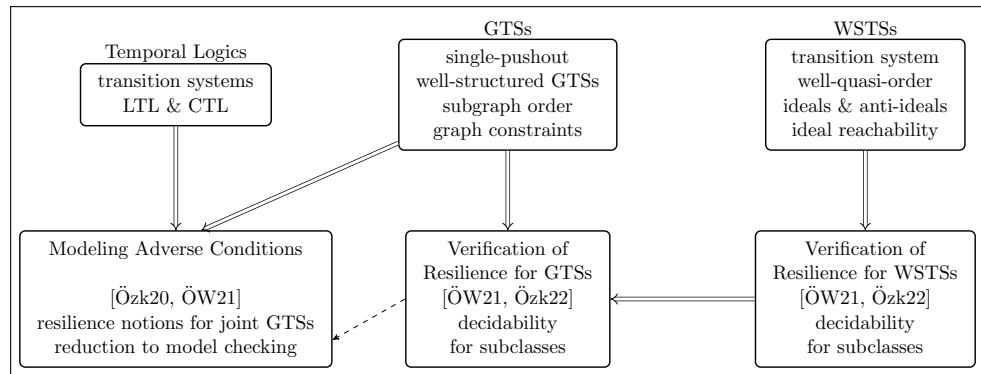 Temporal Logics
transition systems
LTL & CTL
GTSs
single-pushout
well-structured GTSs
subgraph order
graph constraints
WSTSs
transition system
well-quasi-order
ideals & anti-ideals
ideal reachability
Modeling Adverse Conditions
[Özk20, ÖW21]
resilience notions for joint GTSs
reduction to model checking
Verification of
Resilience for GTSs
[ÖW21, Özk22]
decidability
for subclasses
Verification of
Resilience for WSTSs
[ÖW21, Özk22]
decidability
for subclasses